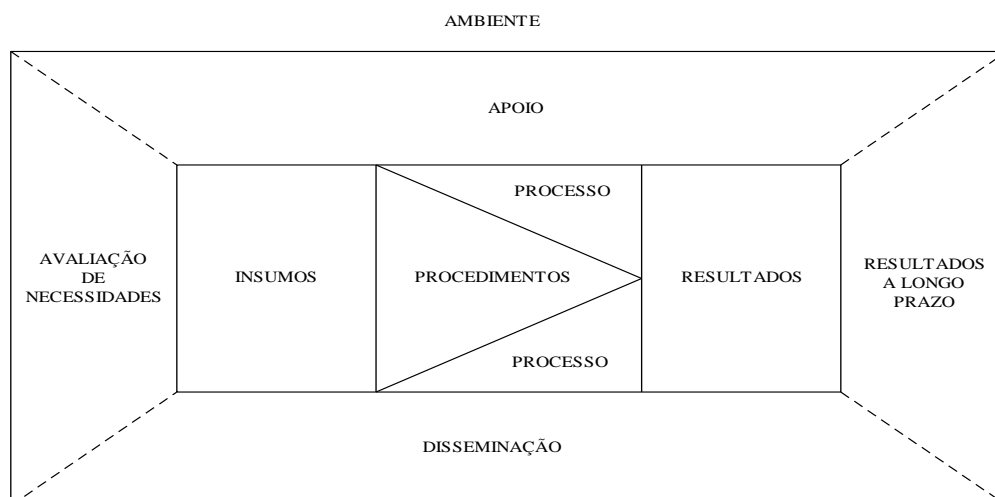 AMBIENTE
APOIO
PROCESSO
AVALIAÇÃO
DE
NECESSIDADES
INSUMOS
PROCEDIMENTOS
RESULTADOS
RESULTADOS
A LONGO
PRAZO
PROCESSO
DISSEMINAÇÃO